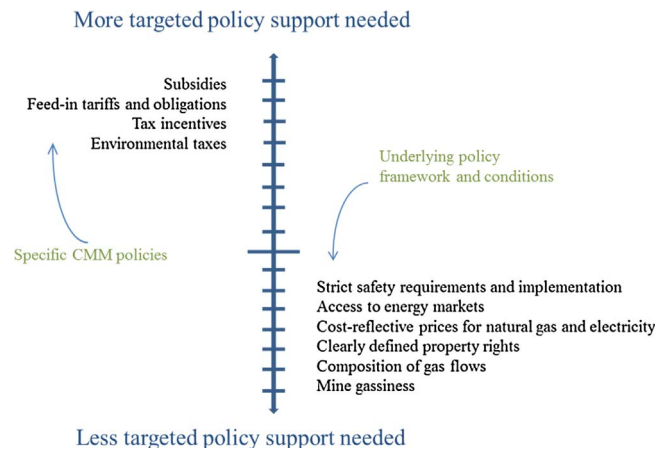 More targeted policy support needed
Subsidies
Feed-in tariffs and obligations
Tax incentives
Environmental taxes
Underlying policy
framework and conditions
Specific CMM policies
Strict safety requirements and implementation
Access to energy markets
Cost-reflective prices for natural gas and electricity
Clearly defined property rights
Composition of gas flows
Mine gassiness
Less targeted policy support needed